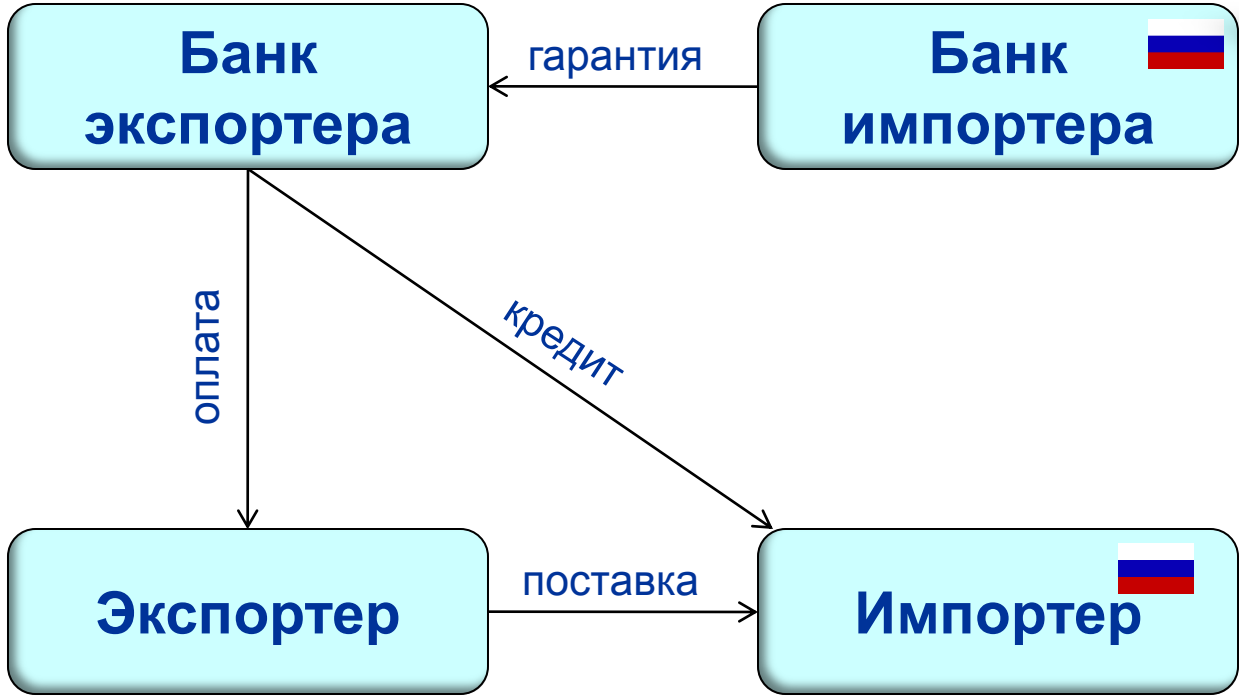 Банк
экспортера
гарантия
Банк
импортера
оплата
кредит
Экспортер
поставка
Импортер